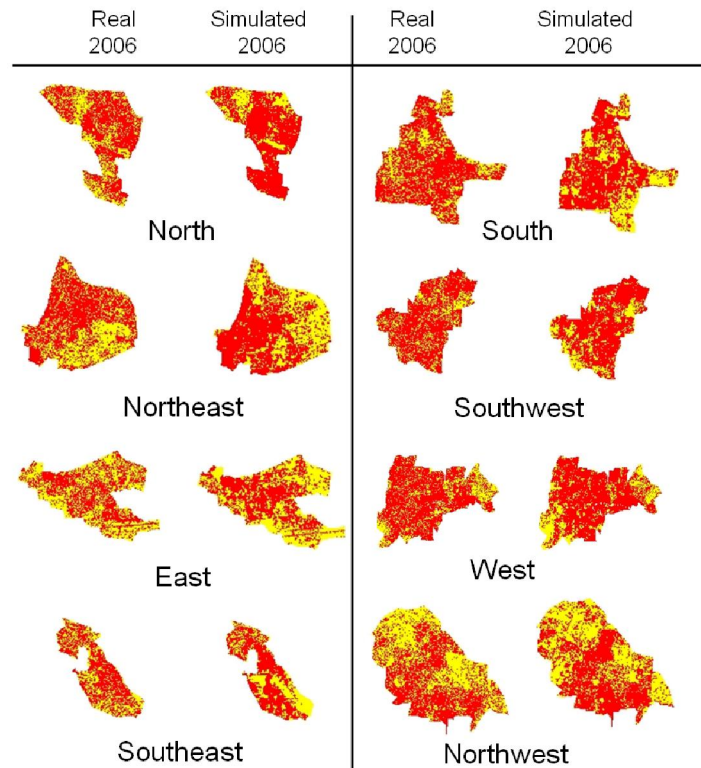 Real
2006
Simulated
2006
Real
2006
Simulated
2006
North
South
Northeast
Southwest
East
West
Southeast
Northwest